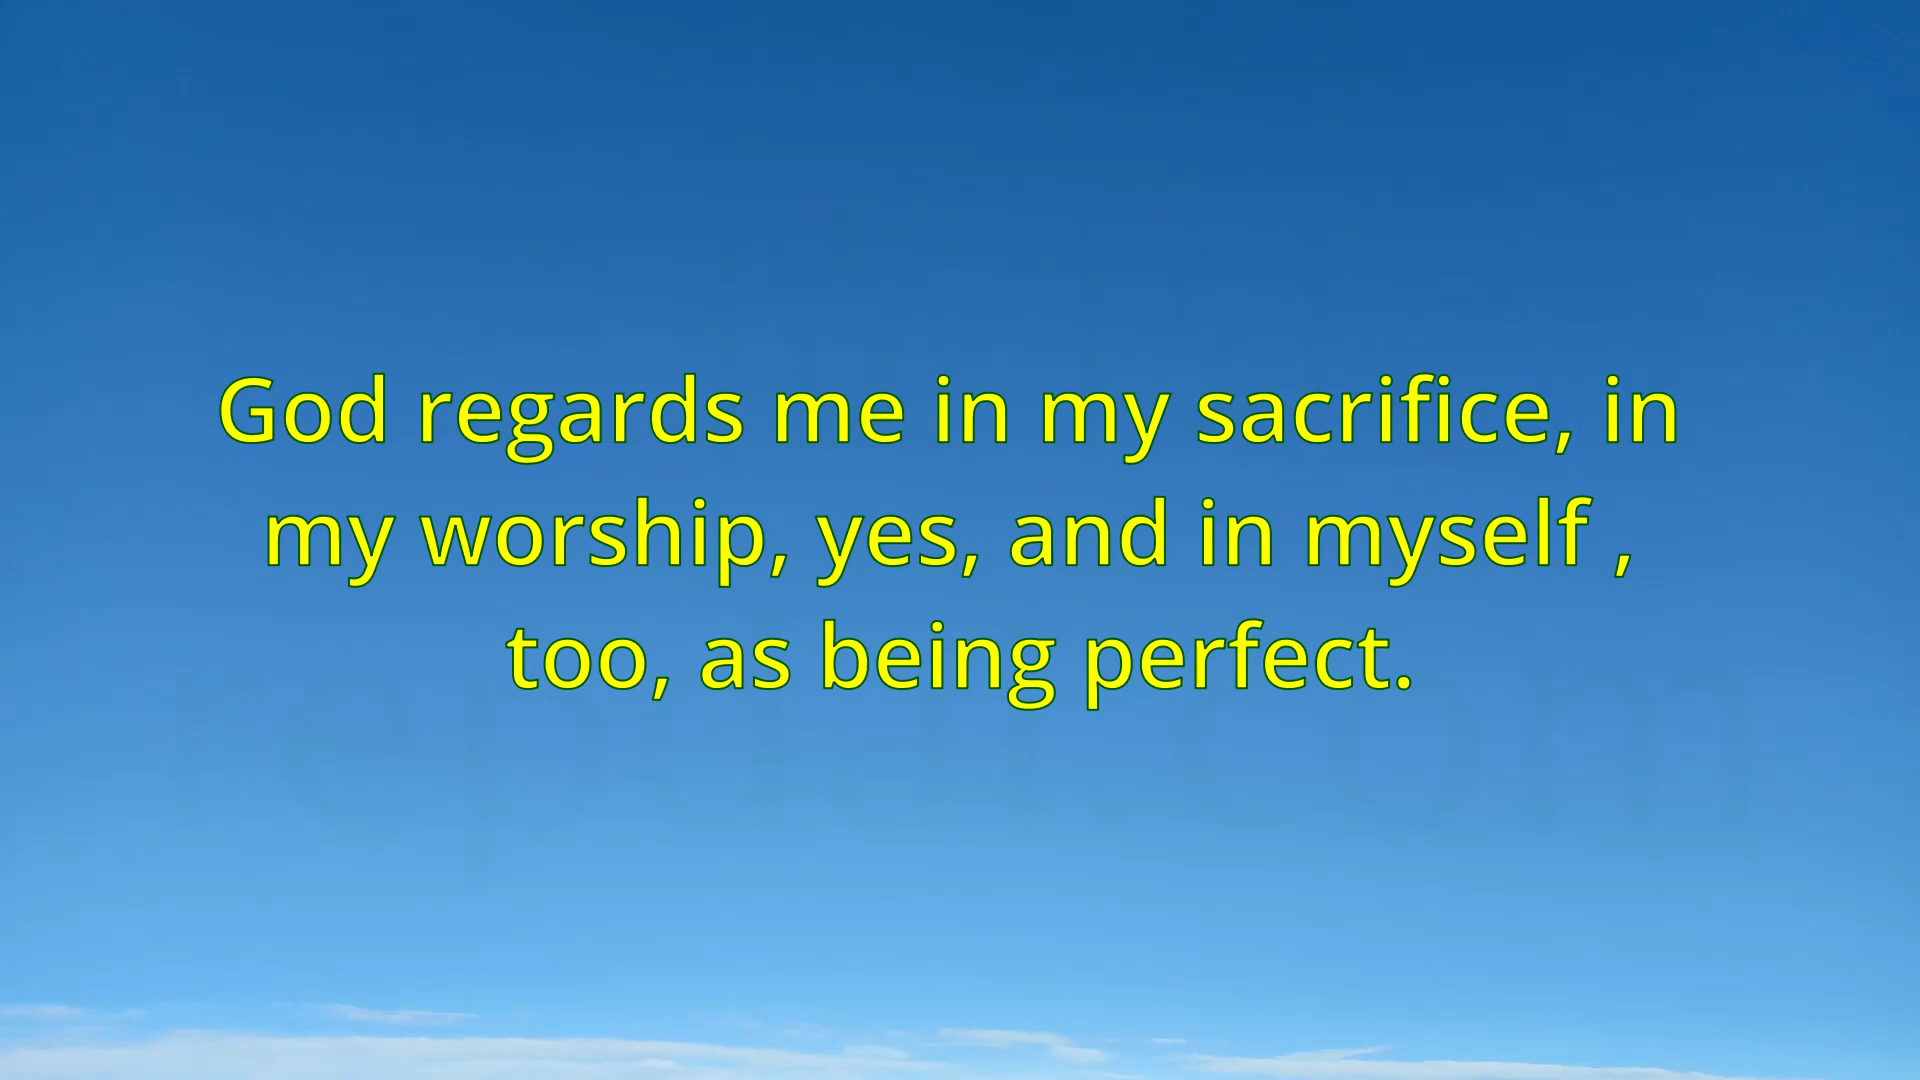 God regards me in my sacrifice, in
my worship, yes, and in myself ,
too, as being perfect.